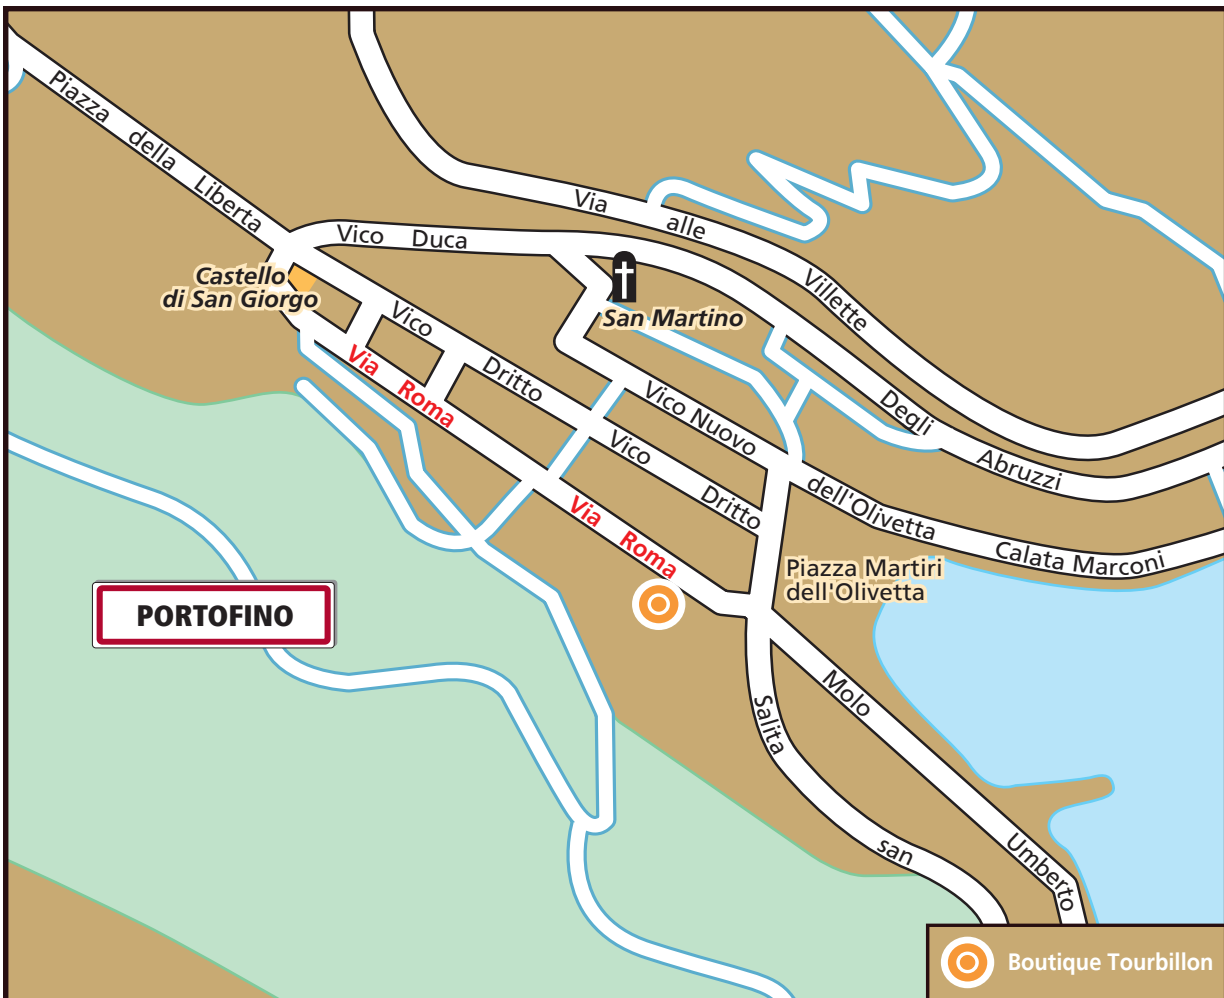 Piazza della Liberta
Via alle Villette
Vico Duca Degli Abruzzi
Castello
di San Giorgo
San Martino
Vico Dritto
Via Roma
Vico Nuovo dell'Olivetta
Vico Dritto
Via Roma
Calata Marconi
Piazza Martiri
dell'Olivetta
PORTOFINO
Molo Umberto
Salita san
Boutique Tourbillon